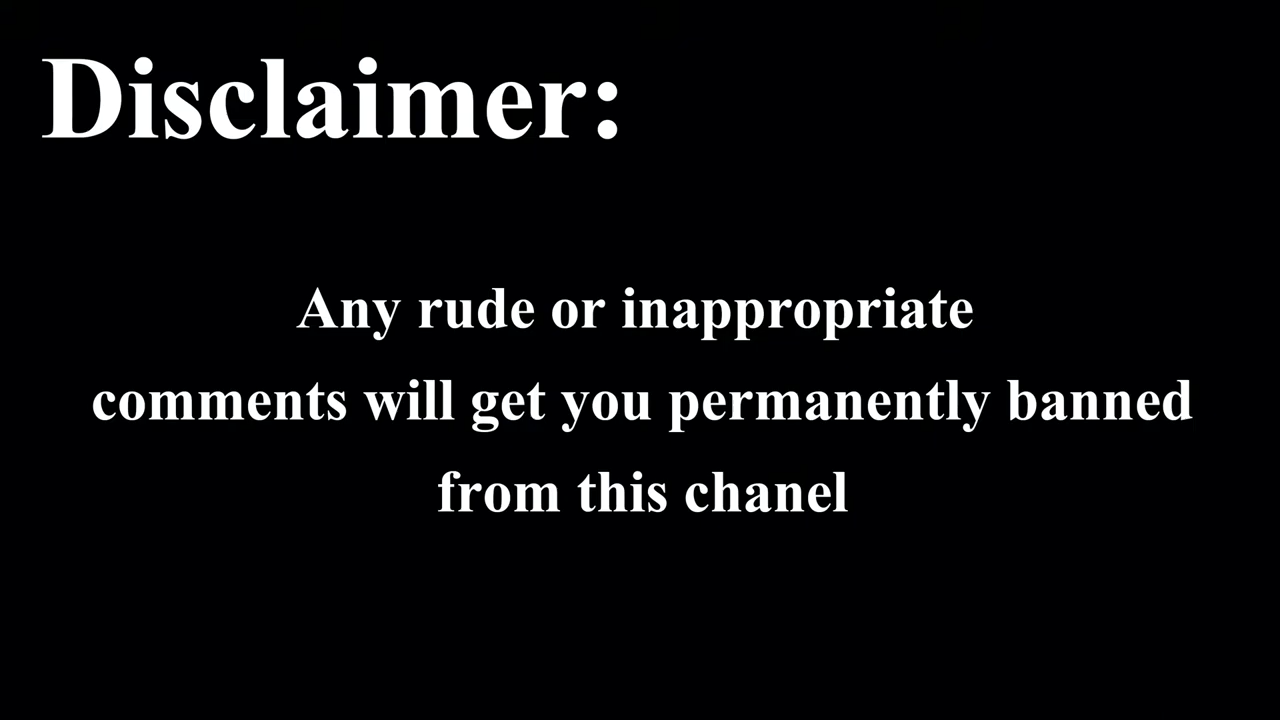 Disclaimer:
Any rude or inappropriate
comments will get you permanently banned
from this chanel